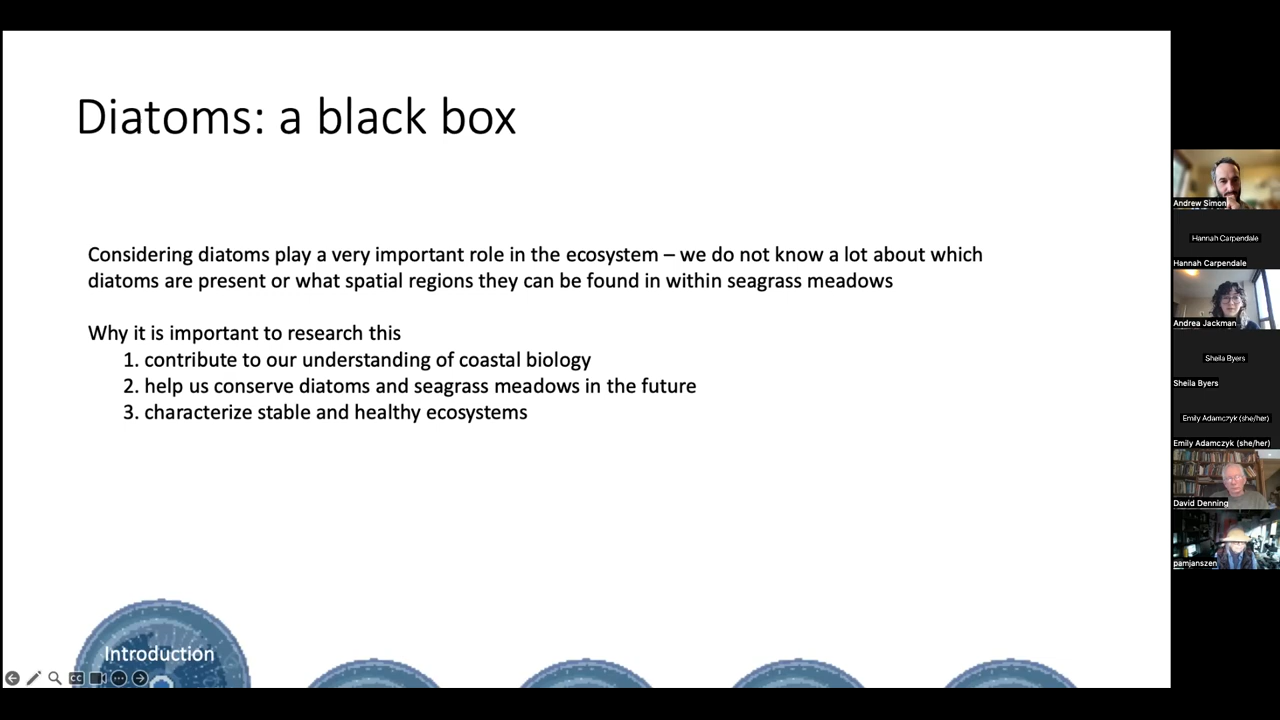 Diatoms: a black box
Considering diatoms play a very important role in the ecosystem – we do not know a lot about which
diatoms are present or what spatial regions they can be found in within seagrass meadows
Why it is important to research this
1. contribute to our understanding of coastal biology
2. help us conserve diatoms and seagrass meadows in the future
3. characterize stable and healthy ecosystems
Introduction
CC
Andrew Simon
Hannah Carpendale
Hannah Carpendale
Andrea Jackman
Sheila Byers
Sheila Byers
Emily Adamczyk (she/her)
Emily Adamczyk (she/her)
David Denning
pamjanszen